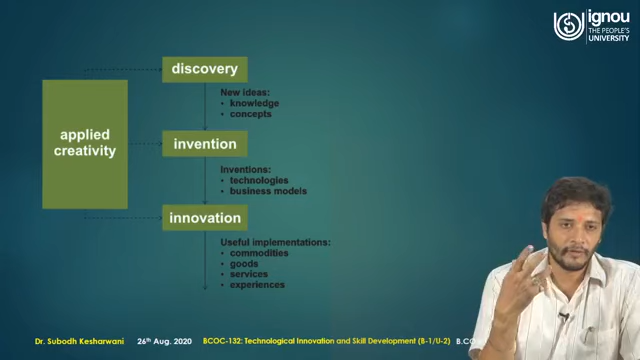 ignou
THE PEOPLE'S
UNIVERSITY
discovery
New ideas:
• knowledge
• concepts
applied
creativity
invention
Inventions:
• technologies
• business models
innovation
Useful implementations:
• commodities
• goods
• services
• experiences
Dr. Subodh Kesharwani 26th Aug. 2020 BCOC-132: Technological Innovation and Skill Development (B-1/U-2) B.CO